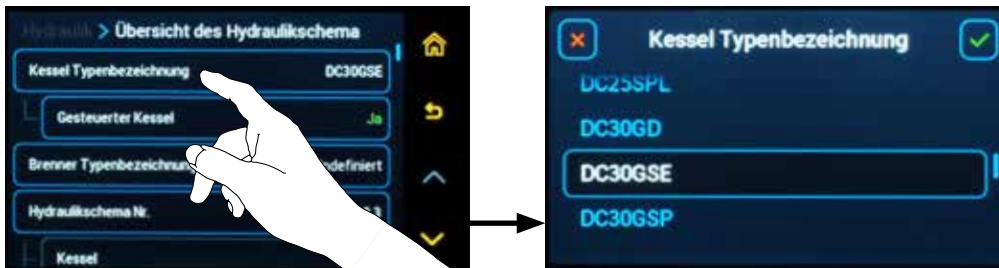 Hydraulik > Übersicht des Hydraulikschema
Kessel Typenbezeichnung DC30GSE
Gesteuerter Kessel Ja
Brenner Typenbezeichnung
Hydraulikschema Nr.
Kessel
Kessel Typenbezeichnung
DC25SPL
DC30GD
DC30GSE
DC30GSP